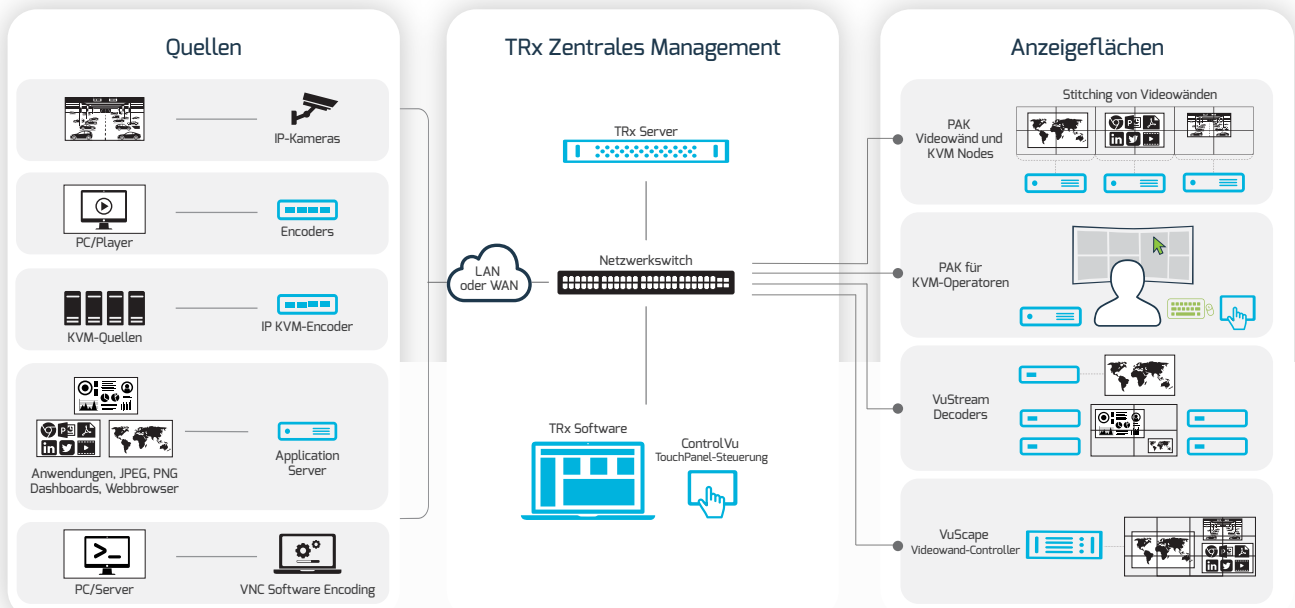 Quellen
IP-Kameras
PC/Player
Encoders
KVM-Quellen
IP KVM-Encoder
Anwendungen, JPEG, PNG
Dashboards, Webbrowser
Application
Server
PC/Server
VNC Software Encoding
TRx Zentrales Management
TRx Server
LAN
oder WAN
Netzwerkswitch
TRx Software
ControlVu
TouchPanel-Steuerung
Anzeigeflächen
Stitching von Videowänden
PAK
Videowänd und
KVM Nodes
PAK für
KVM-Operatoren
VuStream
Decoders
VuScape
Videowand-Controller